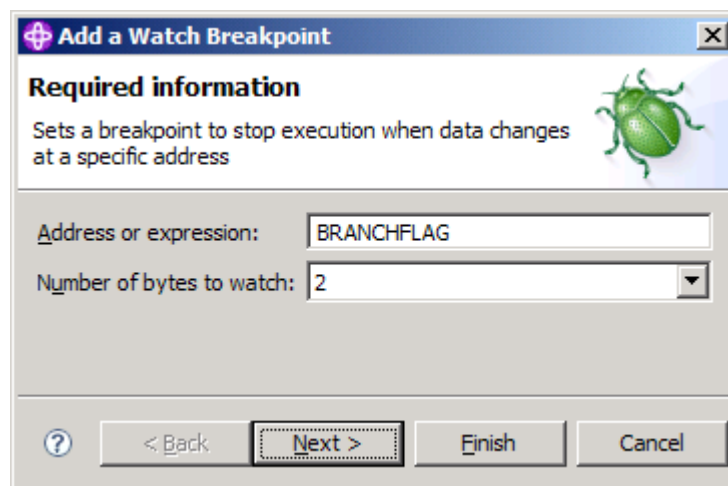 Add a Watch Breakpoint
Required information
Sets a breakpoint to stop execution when data changes
at a specific address
Address or expression: BRANCHFLAG
Number of bytes to watch: 2
? < Back Next > Finish Cancel